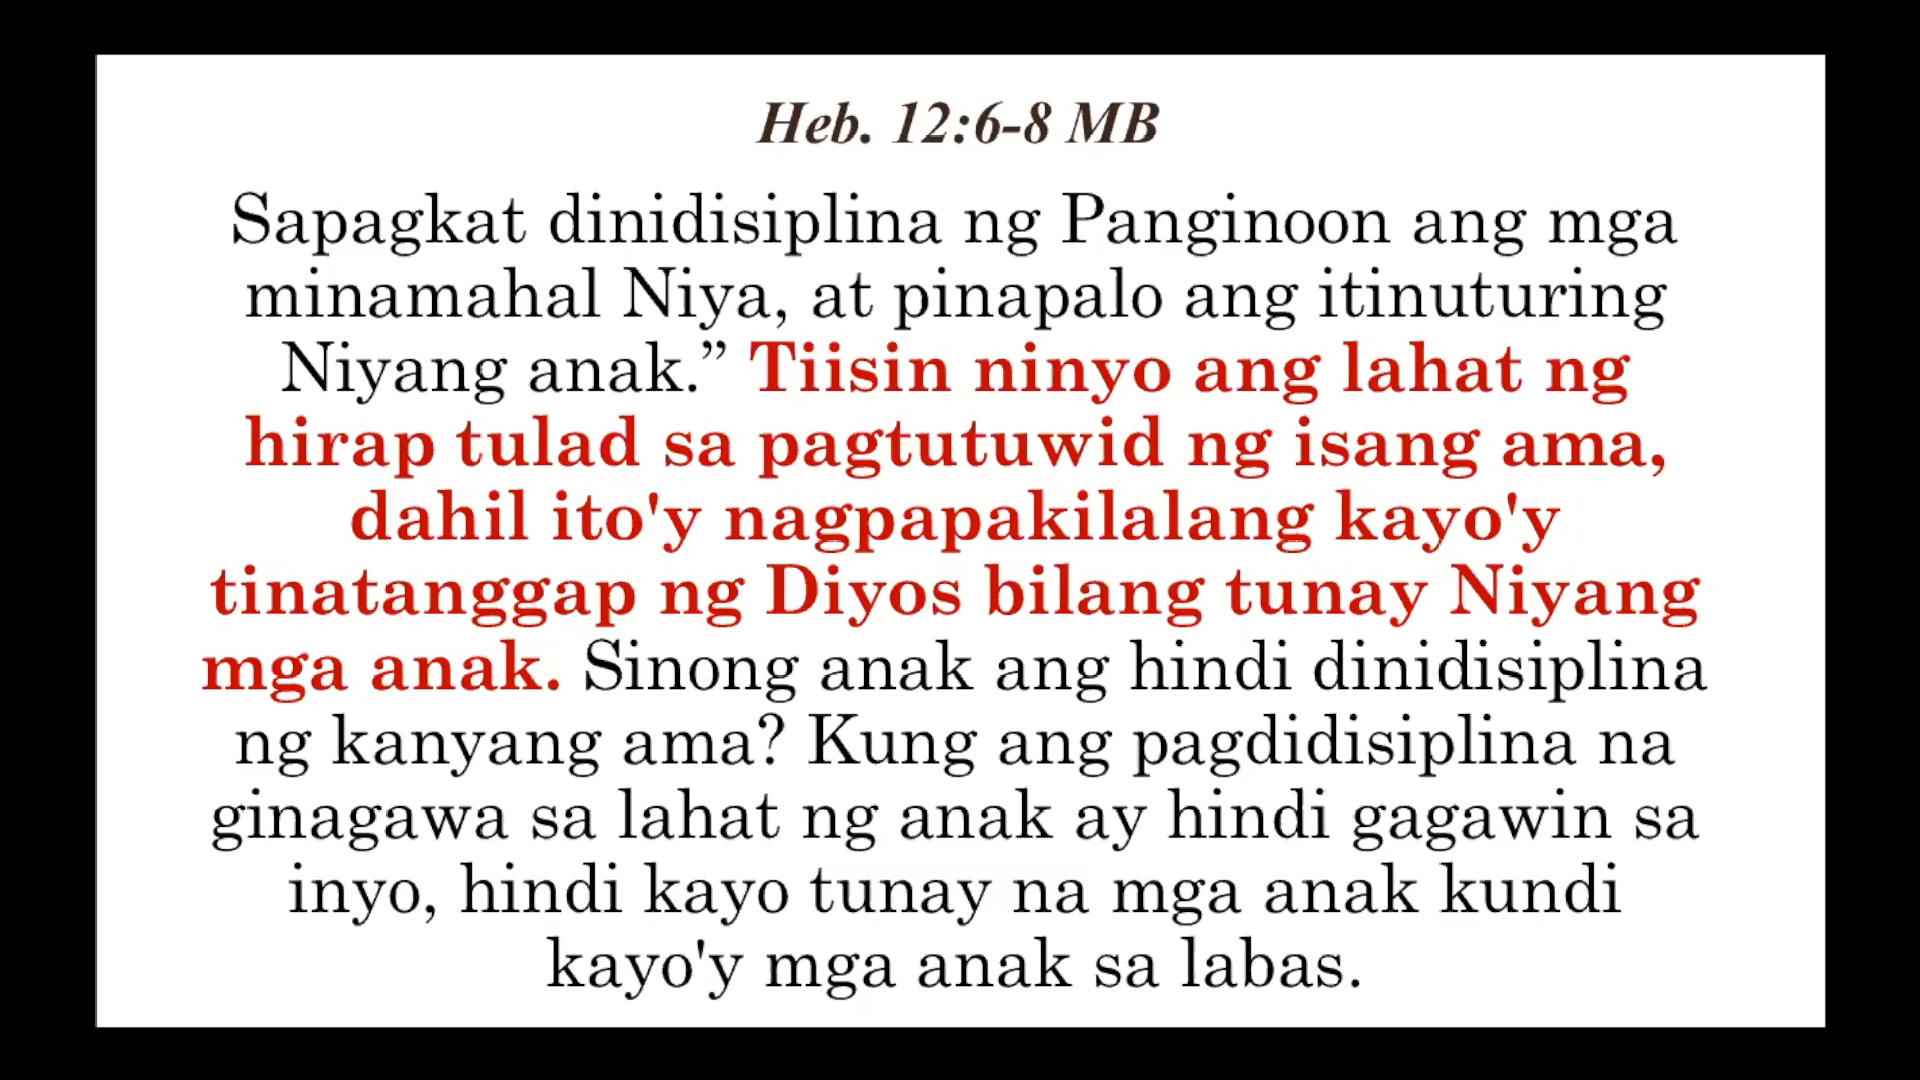 Heb. 12:6-8 MB
Sapagkat dinidisiplina ng Panginoon ang mga
minamahal Niya, at pinapalo ang itinuturing
Niyang anak.” Tiisin ninyo ang lahat ng
hirap tulad sa pagtutuwid ng isang ama,
dahil ito'y nagpapakilalang kayo'y
tinatanggap ng Diyos bilang tunay Niyang
mga anak. Sinong anak ang hindi dinidisiplina
ng kanyang ama? Kung ang pagdidisiplina na
ginagawa sa lahat ng anak ay hindi gagawin sa
inyo, hindi kayo tunay na mga anak kundi
kayo'y mga anak sa labas.